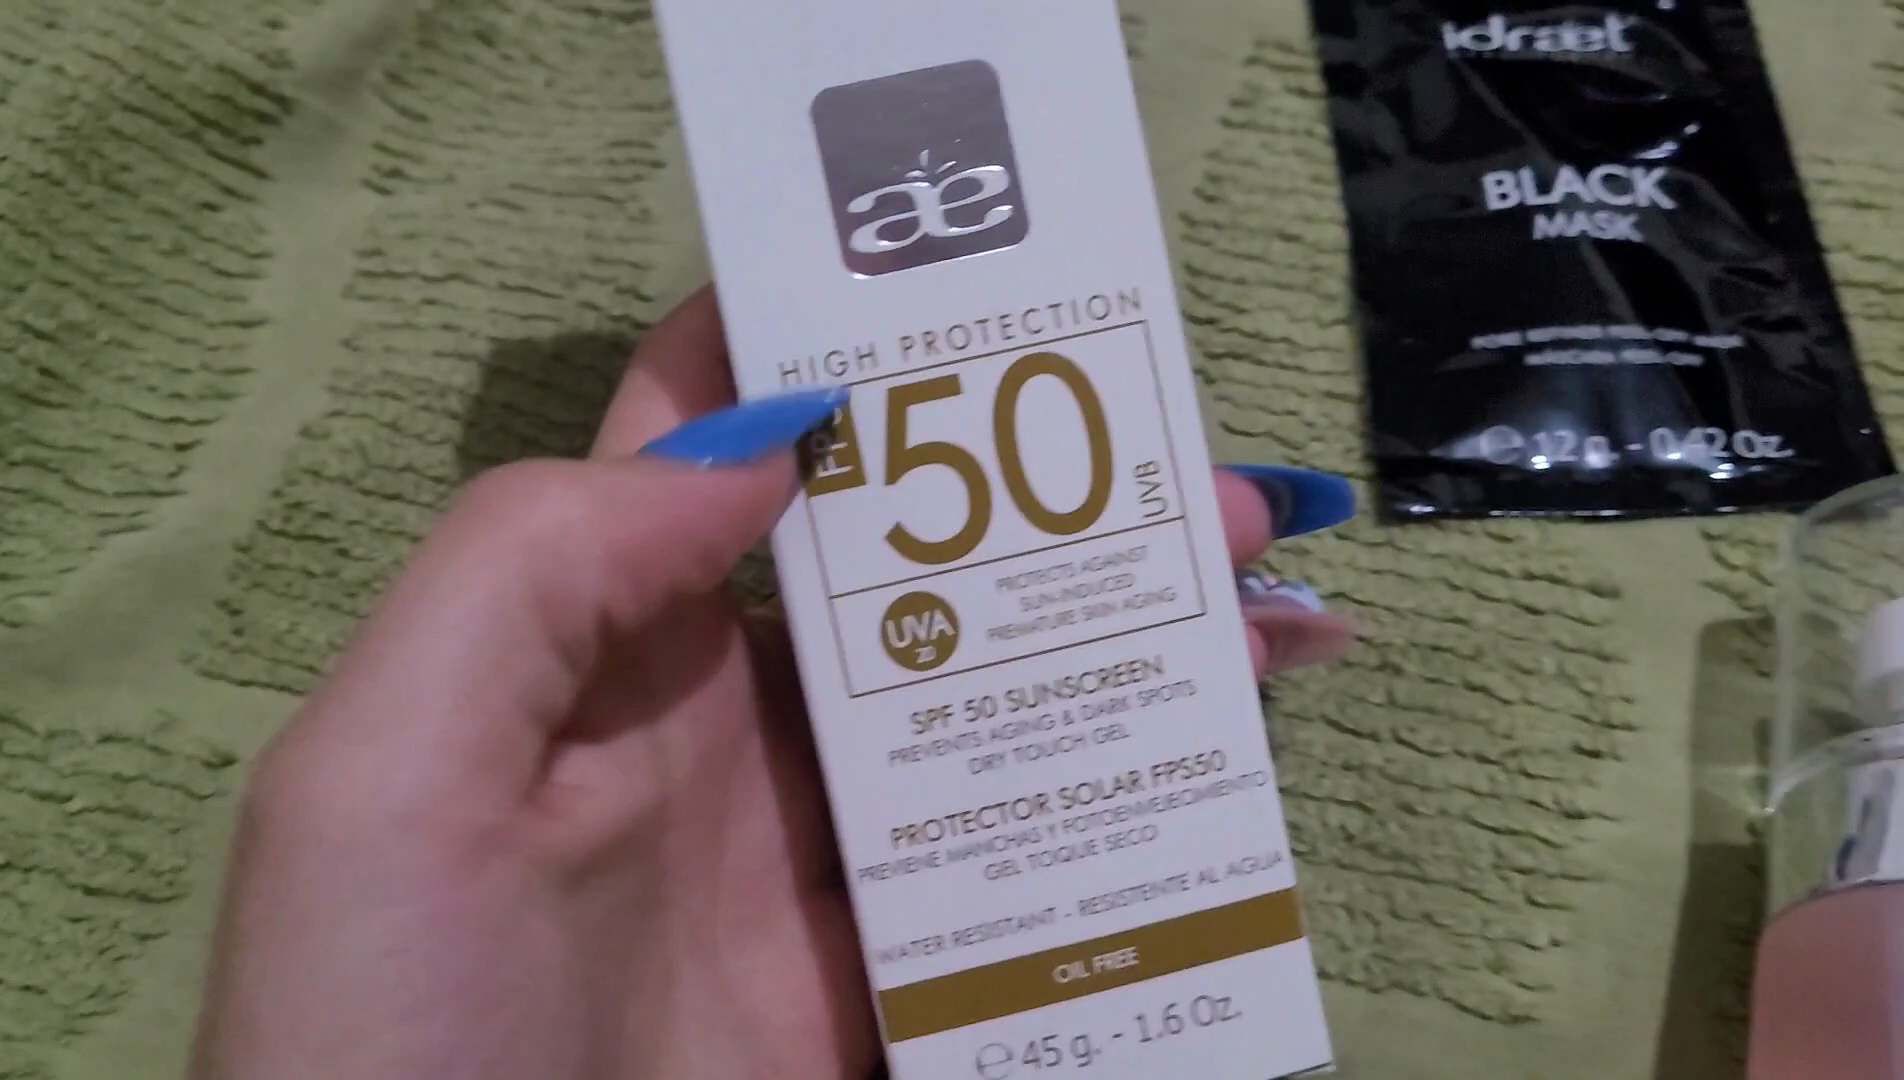 æ
HIGH PROTECTION
50
UVB
UVA
20
PROTECTS AGAINST
SUN-INDUCED
PREMATURE SKIN AGING
SPF 50 SUNSCREEN
PREVENTS AGING & DARK SPOTS
DRY TOUCH GEL
PROTECTOR SOLAR FPS50
PREVIENE MANCHAS Y FOTOENVEJECIMIENTO
GEL TOQUE SECO
WATER RESISTANT - RESISTENTE AL AGUA
OIL FREE
℮ 45 g. - 1.6 Oz.
idraet
BLACK
MASK
℮ 12 g. - 0.42 Oz.